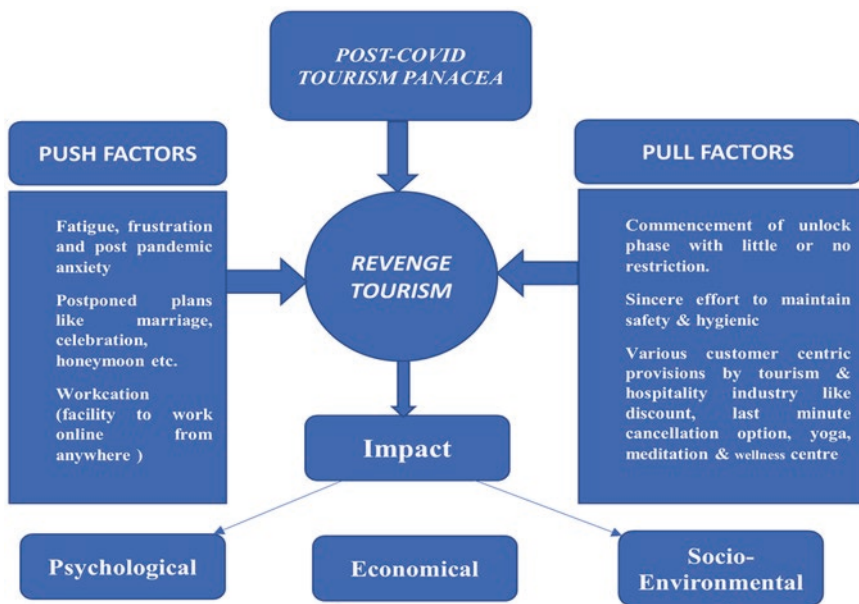 POST-COVID
TOURISM PANACEA
PUSH FACTORS
Fatigue, frustration
and post pandemic
anxiety
Postponed plans
like marriage,
celebration,
honeymoon etc.
Workcation
(facility to work
online from
anywhere )
REVENGE
TOURISM
PULL FACTORS
Commencement of unlock
phase with little or no
restriction.
Sincere effort to maintain
safety & hygienic
Various customer centric
provisions by tourism &
hospitality industry like
discount, last minute
cancellation option, yoga,
meditation & wellness centre
Impact
Psychological
Economical
Socio-
Environmental